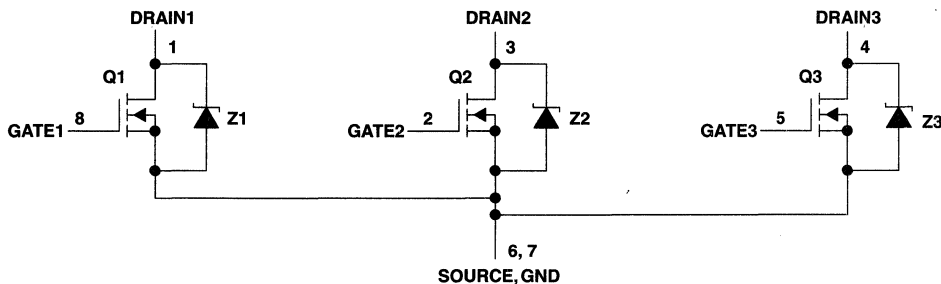 DRAIN1 DRAIN2 DRAIN3
1 3 4
Q1 Q2 Q3
8 Z1 2 Z2 5 Z3
GATE1 GATE2 GATE3
6, 7
SOURCE, GND